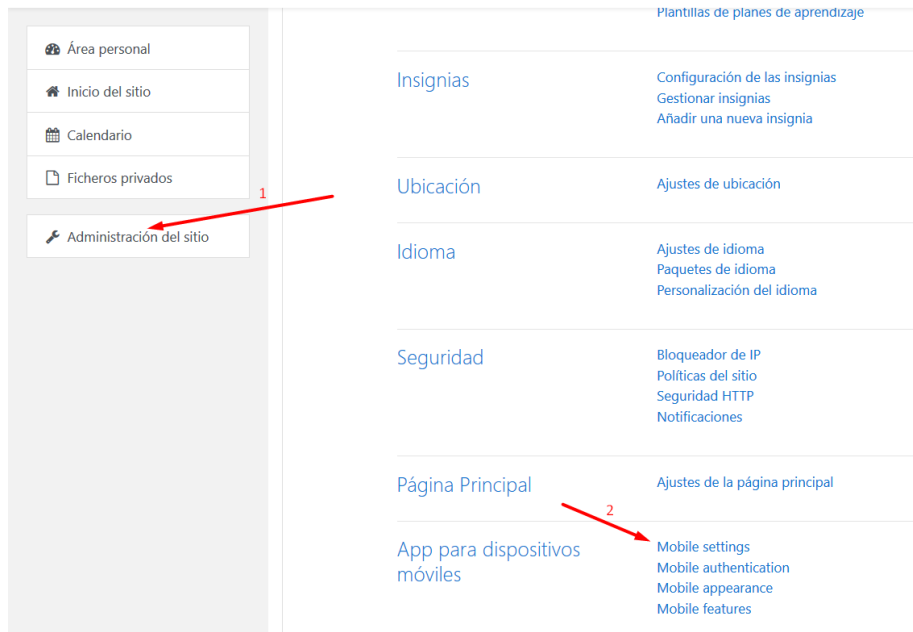 Área personal
Inicio del sitio
Calendario
Ficheros privados
1
Administración del sitio
Plantillas de planes de aprendizaje
Insignias
Configuración de las insignias
Gestionar insignias
Añadir una nueva insignia
Ubicación
Ajustes de ubicación
Idioma
Ajustes de idioma
Paquetes de idioma
Personalización del idioma
Seguridad
Bloqueador de IP
Políticas del sitio
Seguridad HTTP
Notificaciones
Página Principal
Ajustes de la página principal
2
App para dispositivos
móviles
Mobile settings
Mobile authentication
Mobile appearance
Mobile features